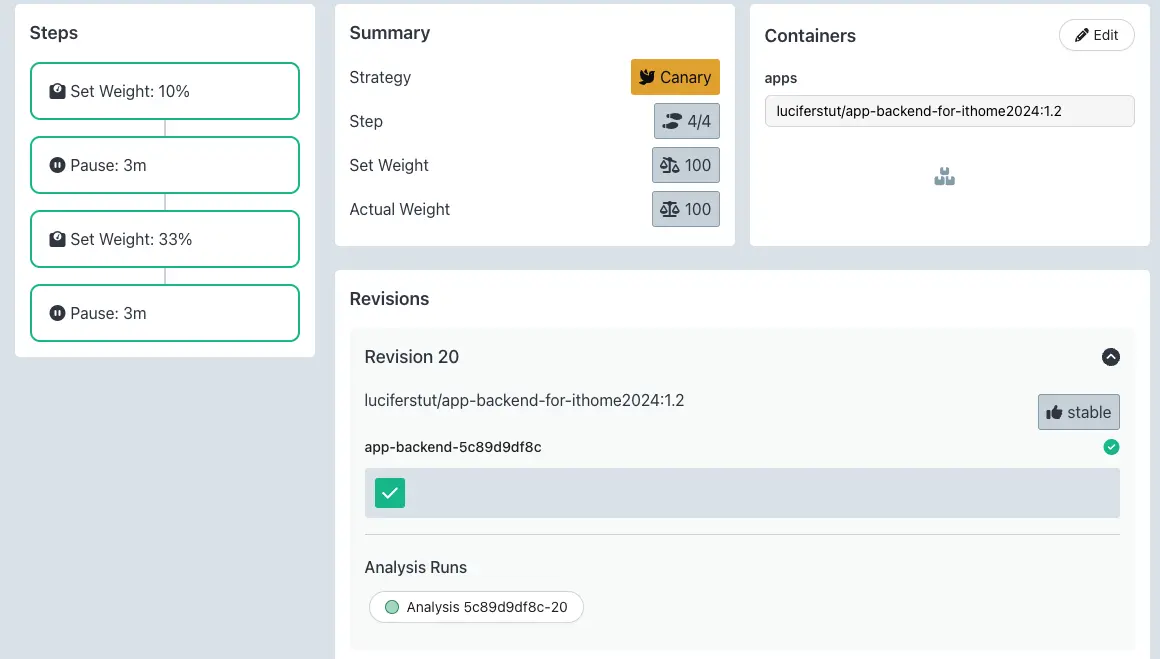 Steps
Set Weight: 10%
Pause: 3m
Set Weight: 33%
Pause: 3m
Summary
Strategy
Canary
Step
4/4
Set Weight
100
Actual Weight
100
Containers
Edit
apps
luciferstut/app-backend-for-ithome2024:1.2
Revisions
Revision 20
luciferstut/app-backend-for-ithome2024:1.2
stable
app-backend-5c89d9df8c
Analysis Runs
Analysis 5c89d9df8c-20